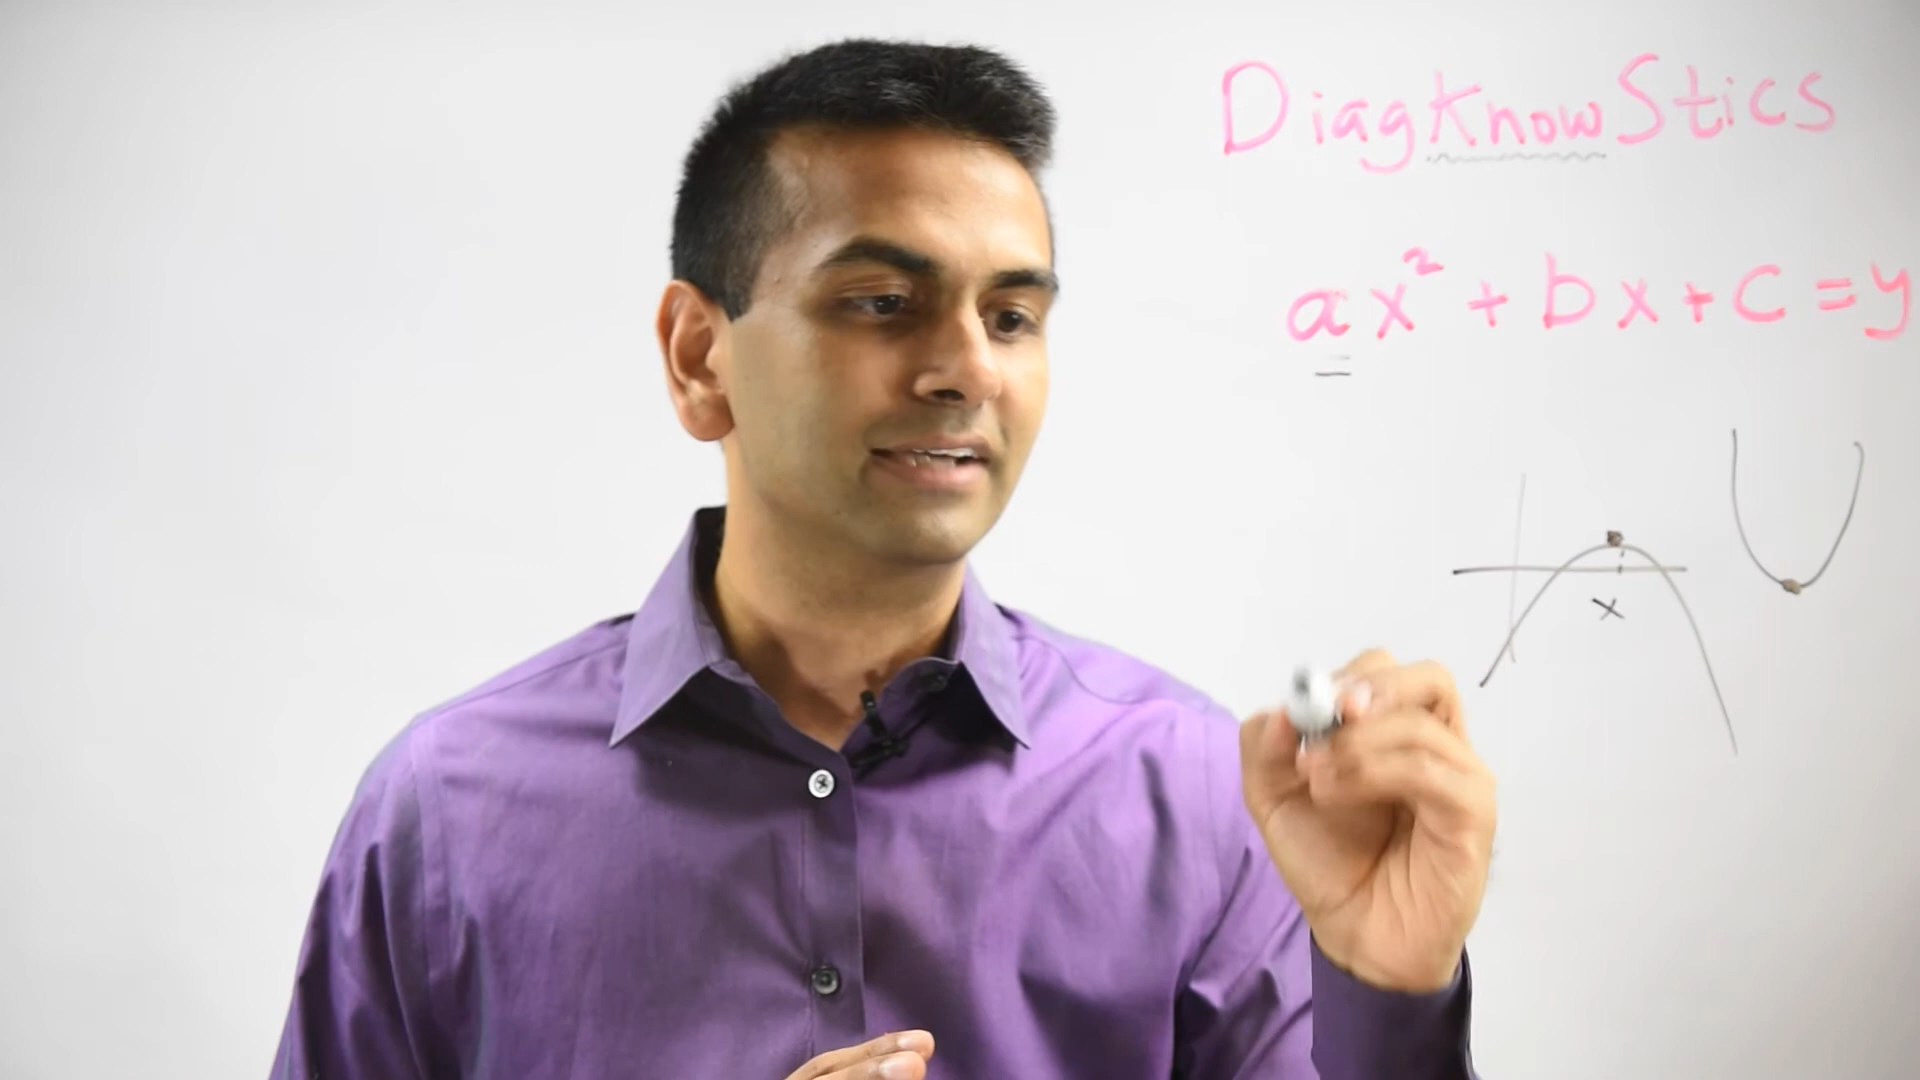 DiagKnowStics
ax² + bx + c = y
x